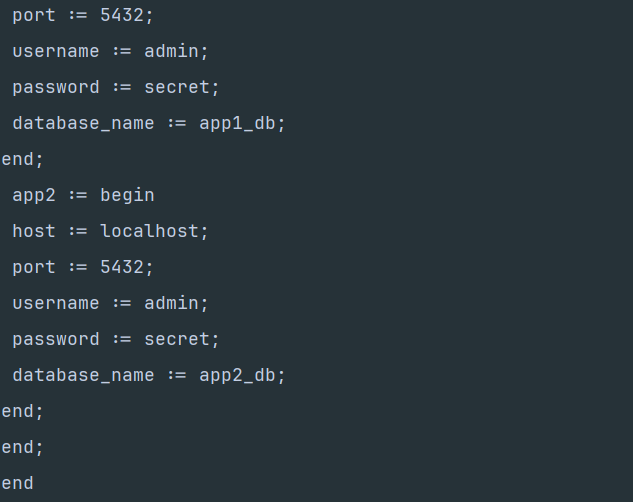 port := 5432;
username := admin;
password := secret;
database_name := app1_db;
end;
app2 := begin
host := localhost;
port := 5432;
username := admin;
password := secret;
database_name := app2_db;
end;
end;
end